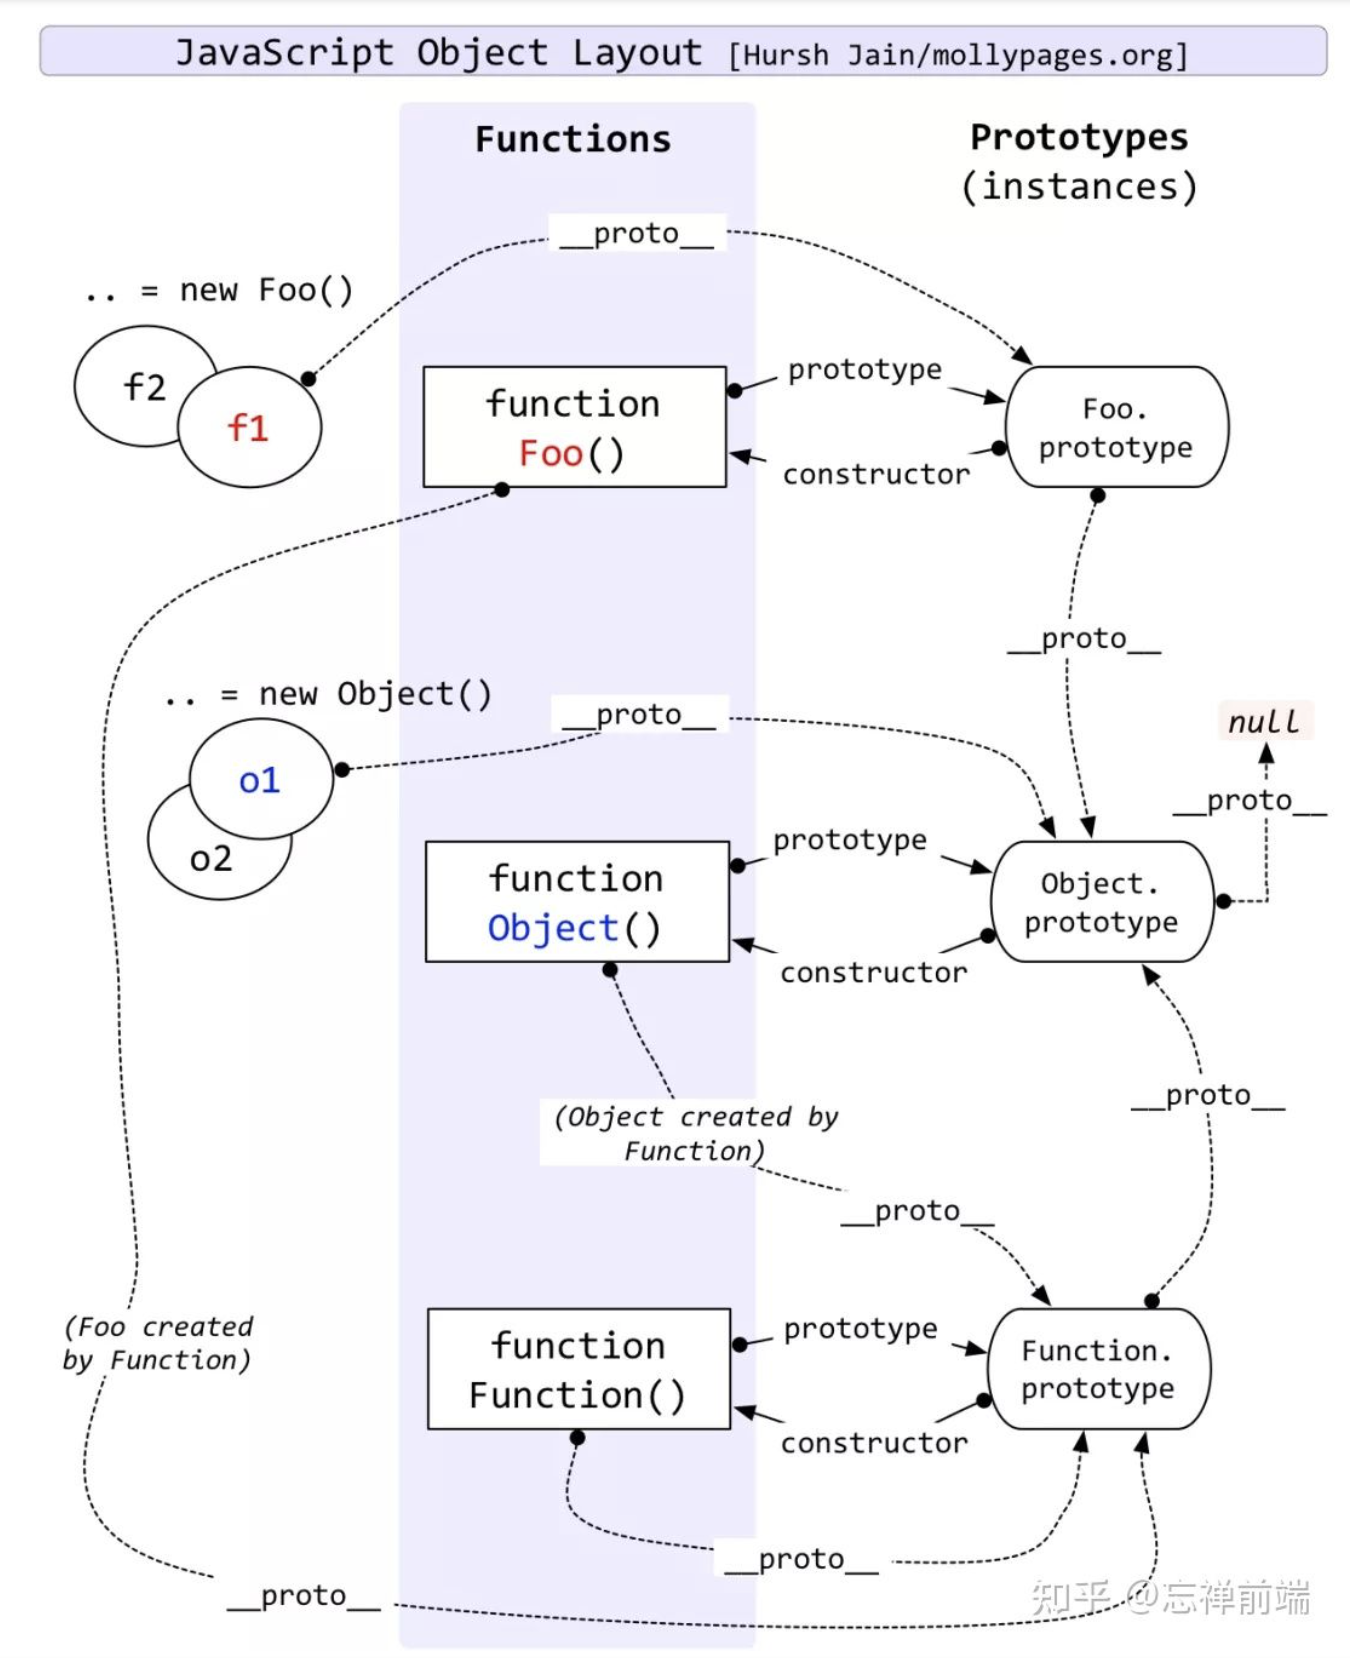 JavaScript Object Layout [Hursh Jain/mollypages.org]
Functions
Prototypes
(instances)
__proto__
.. = new Foo()
f2
f1
function
Foo()
prototype
constructor
Foo.
prototype
__proto__
.. = new Object()
__proto__
null
__proto__
o1
o2
function
Object()
prototype
constructor
Object.
prototype
(Object created by
Function)
__proto__
__proto__
(Foo created
by Function)
function
Function()
prototype
constructor
Function.
prototype
__proto__
__proto__
知乎 @忘禅前端